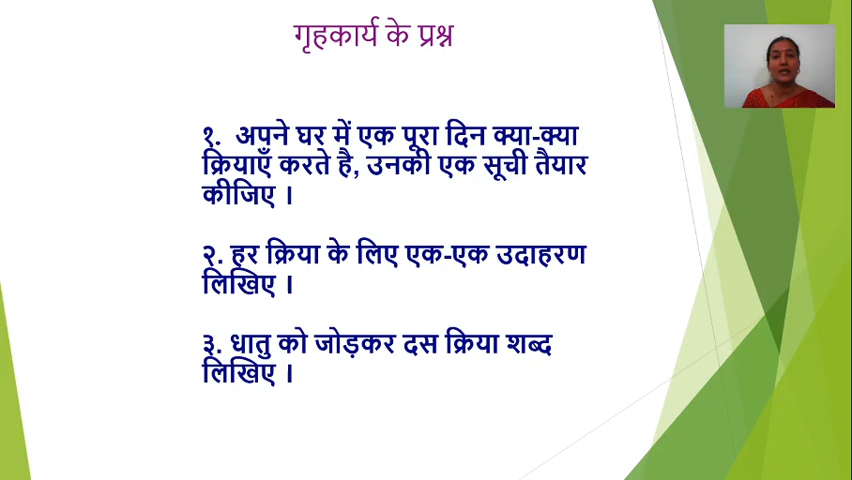 गृहकार्य के प्रश्न
१. अपने घर में एक पूरा दिन क्या-क्या
क्रियाएँ करते है, उनकी एक सूची तैयार
कीजिए ।
२. हर क्रिया के लिए एक-एक उदाहरण
लिखिए ।
३. धातु को जोड़कर दस क्रिया शब्द
लिखिए ।